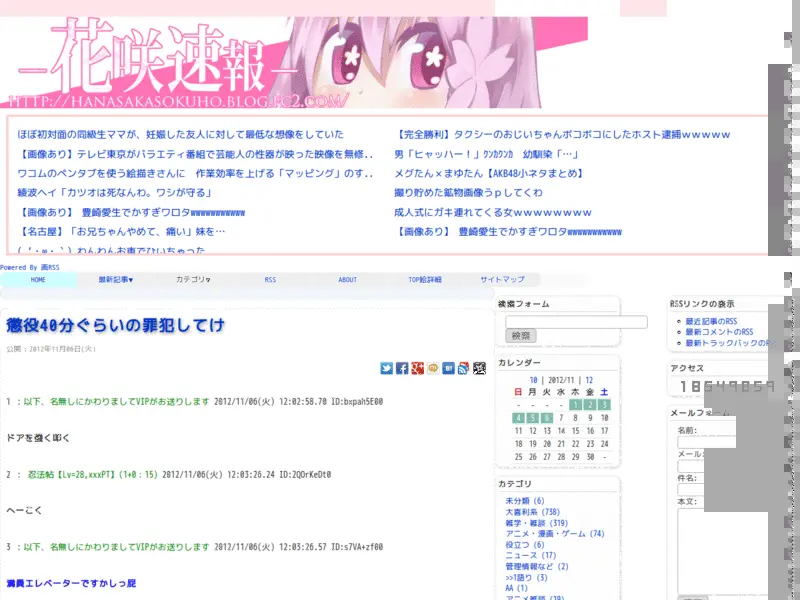 ―花咲速報―
HTTP://HANASAKASOKUHO.BLOG.FC2.COM/
ほぼ初対面の同級生ママが、妊娠した友人に対して最低な想像をしていた
【画像あり】テレビ東京がバラエティ番組で芸能人の性器が映った映像を無修..
ワコムのペンタブを使う絵描きさんに　作業効率を上げる「マッピング」のす..
綾波ヘイ「カツオは死なんわ。ワシが守る」
【画像あり】 豊崎愛生でかすぎワロタwwwwwwwwwww
【名古屋】「お兄ちゃんやめて、痛い」妹を…
(´・ω・`) わんわんお車でひいちゃった
【完全勝利】タクシーのおじいちゃんボコボコにしたホスト逮捕ｗｗｗｗｗ
男「ヒャッハー！」ｸﾝｶｸﾝｶ　幼馴染「…」
メグたん×まゆたん【AKB48小ネタまとめ】
撮り貯めた鉱物画像うｐしてくわ
成人式にガキ連れてくる女ｗｗｗｗｗｗｗｗ
【画像あり】 豊崎愛生でかすぎワロタwwwwwwwwwww
Powered By 画RSS
HOME 最新記事▼ カテゴリ▽ RSS ABOUT TOP絵詳細 サイトマップ
懲役40分ぐらいの罪犯してけ
公開：2012年11月06日(火)
1 ：以下、名無しにかわりましてVIPがお送りします 2012/11/06(火) 12:02:58.70 ID:bxpah5E00
ドアを強く叩く
2 ： 忍法帖【Lv=28,xxxPT】(1+0：15) 2012/11/06(火) 12:03:26.24 ID:2QOrKeDt0
へーこく
3 ：以下、名無しにかわりましてVIPがお送りします 2012/11/06(火) 12:03:26.57 ID:s7VA+zf00
満員エレベーターですかしっ屁
検索フォーム
検索
カレンダー
10 | 2012/11 | 12
日 月 火 水 木 金 土
- - - - 1 2 3
4 5 6 7 8 9 10
11 12 13 14 15 16 17
18 19 20 21 22 23 24
25 26 27 28 29 30 -
カテゴリ
未分類 (6)
大喜利系 (738)
雑学・雑談 (319)
アニメ・漫画・ゲーム (74)
役立つ (6)
ニュース (17)
管理情報など (2)
>>1語り (3)
AA (1)
アニメ雑談 (19)
RSSリンクの表示
最近記事のRSS
最新コメントのRSS
最新トラックバックのR
アクセス
18549859
メールフォーム
名前:
メール:
件名:
本文: